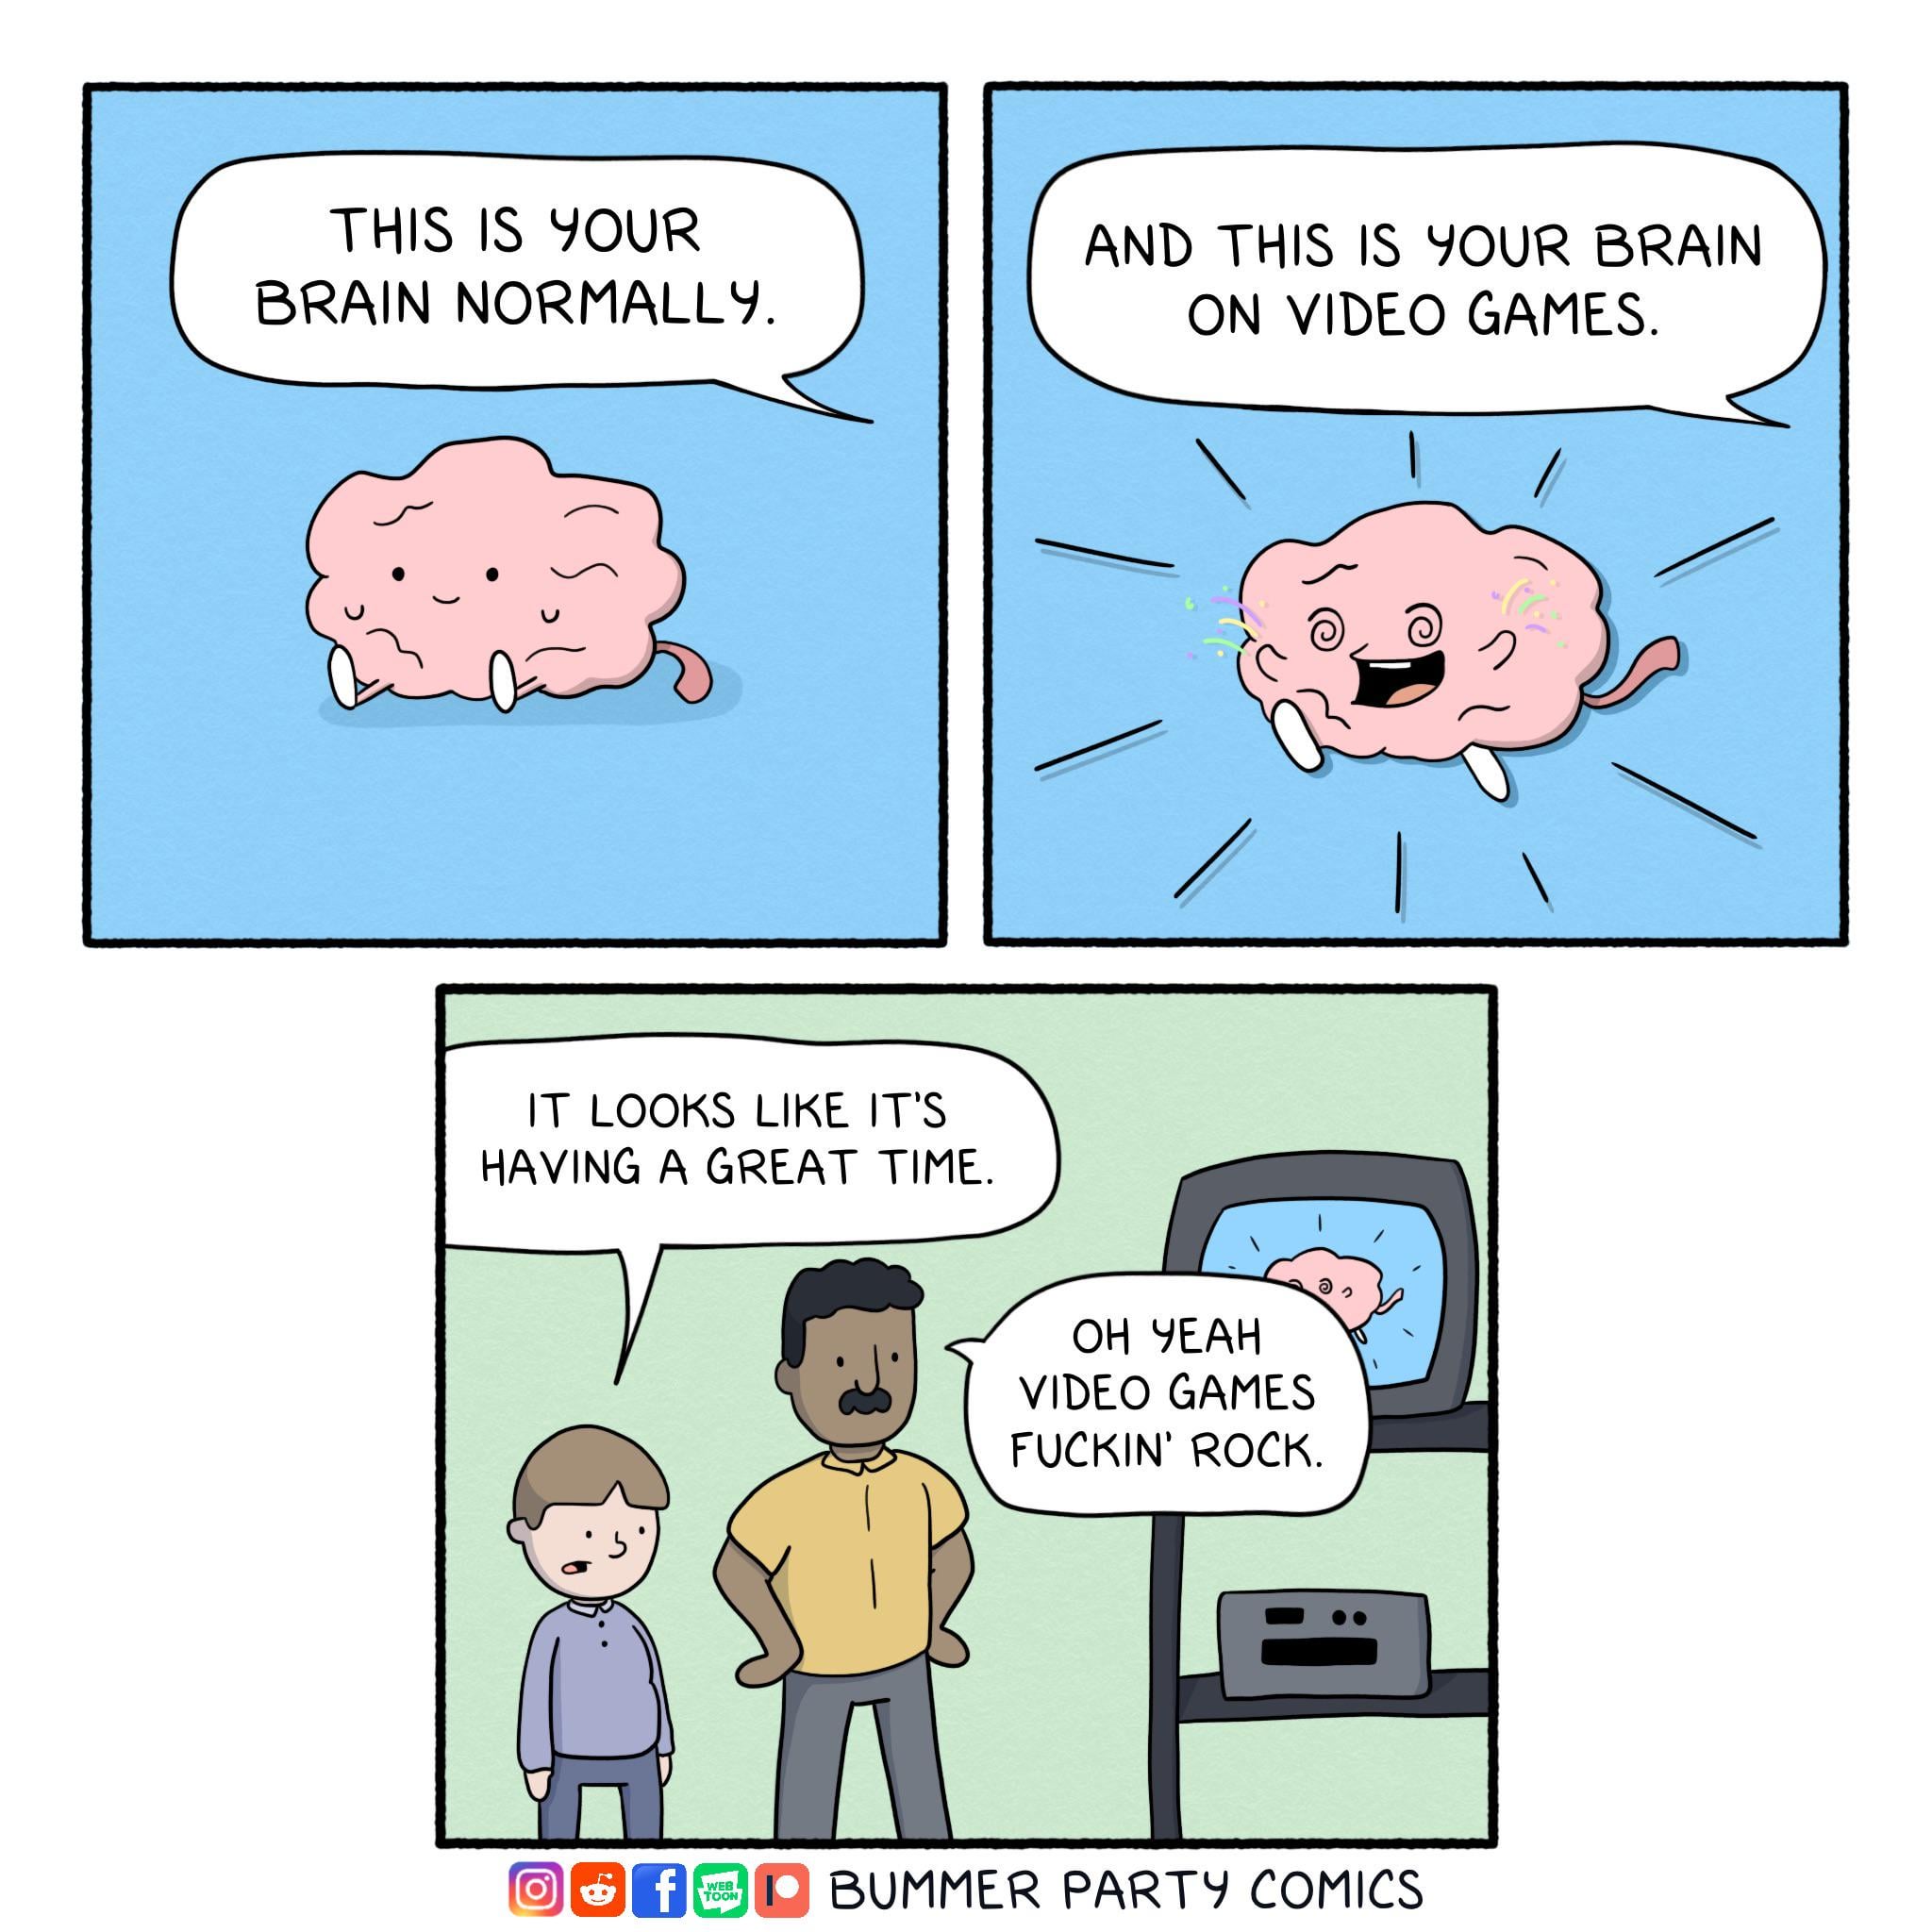 THIS IS YOUR
BRAIN NORMALLY.
AND THIS IS YOUR BRAIN
ON VIDEO GAMES.
IT LOOKS LIKE IT'S
HAVING A GREAT TIME.
OH YEAH
VIDEO GAMES
FUCKIN' ROCK.
WEB
TOON
BUMMER PARTY COMICS